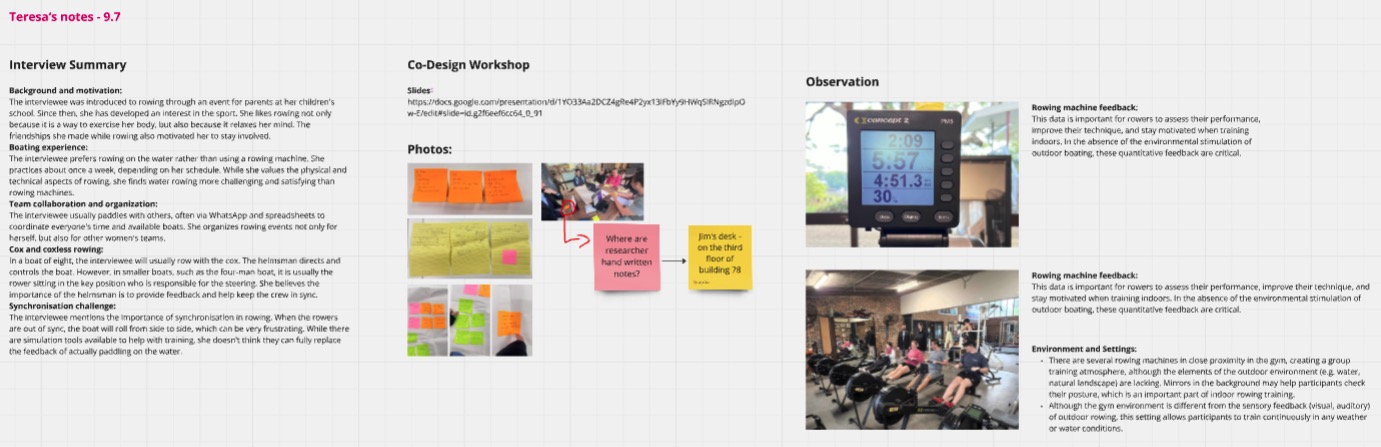 Teresa's notes - 9.7
Interview Summary
Background and motivation:
The interviewee was introduced to rowing through an event for parents at her children's
school. Since then, she has developed an interest in the sport. She likes rowing not only
because it is a way to exercise her body, but also because it relaxes her mind. The
friendships she made while rowing also motivated her to stay involved.
Boating experience:
The interviewee prefers rowing on the water rather than using a rowing machine. She
practices about once a week, depending on her schedule. While she values the physical and
technical aspects of rowing, she finds water rowing more challenging and satisfying than
rowing machines.
Team collaboration and organization:
The interviewee usually paddles with others, often via WhatsApp and spreadsheets to
coordinate everyone's time and available boats. She organizes rowing events not only for
herself, but also for other women's teams.
Cox and coxless rowing:
In a boat of eight, the interviewee will usually row with the cox. The helmsman directs and
controls the boat. However, in smaller boats, such as the four-man boat, it is usually the
rower sitting in the key position who is responsible for the steering. She believes the
importance of the helmsman is to provide feedback and help keep the crew in sync.
Synchronisation challenge:
The interviewee mentions the importance of synchronisation in rowing. When the rowers
are out of sync, the boat will roll from side to side, which can be very frustrating. While there
are simulation tools available to help with training, she doesn't think they can fully replace
the feedback of actually paddling on the water.
Co-Design Workshop
Slides:
Photos:
Where are
researcher
hand written
notes?
Jim's desk -
on the third
floor of
building 78
Observation
concept 2
PM5
2:09
5:57
4:51.3
30
Rowing machine feedback:
This data is important for rowers to assess their performance,
improve their technique, and stay motivated when training
indoors. In the absence of the environmental stimulation of
outdoor boating, these quantitative feedback are critical.
Rowing machine feedback:
This data is important for rowers to assess their performance, improve their technique, and
stay motivated when training indoors. In the absence of the environmental stimulation of
outdoor boating, these quantitative feedback are critical.
Environment and Settings:
• There are several rowing machines in close proximity in the gym, creating a group
training atmosphere, although the elements of the outdoor environment (e.g. water,
natural landscape) are lacking. Mirrors in the background may help participants check
their posture, which is an important part of indoor rowing training.
• Although the gym environment is different from the sensory feedback (visual, auditory)
of outdoor rowing, this setting allows participants to train continuously in any weather
or water conditions.